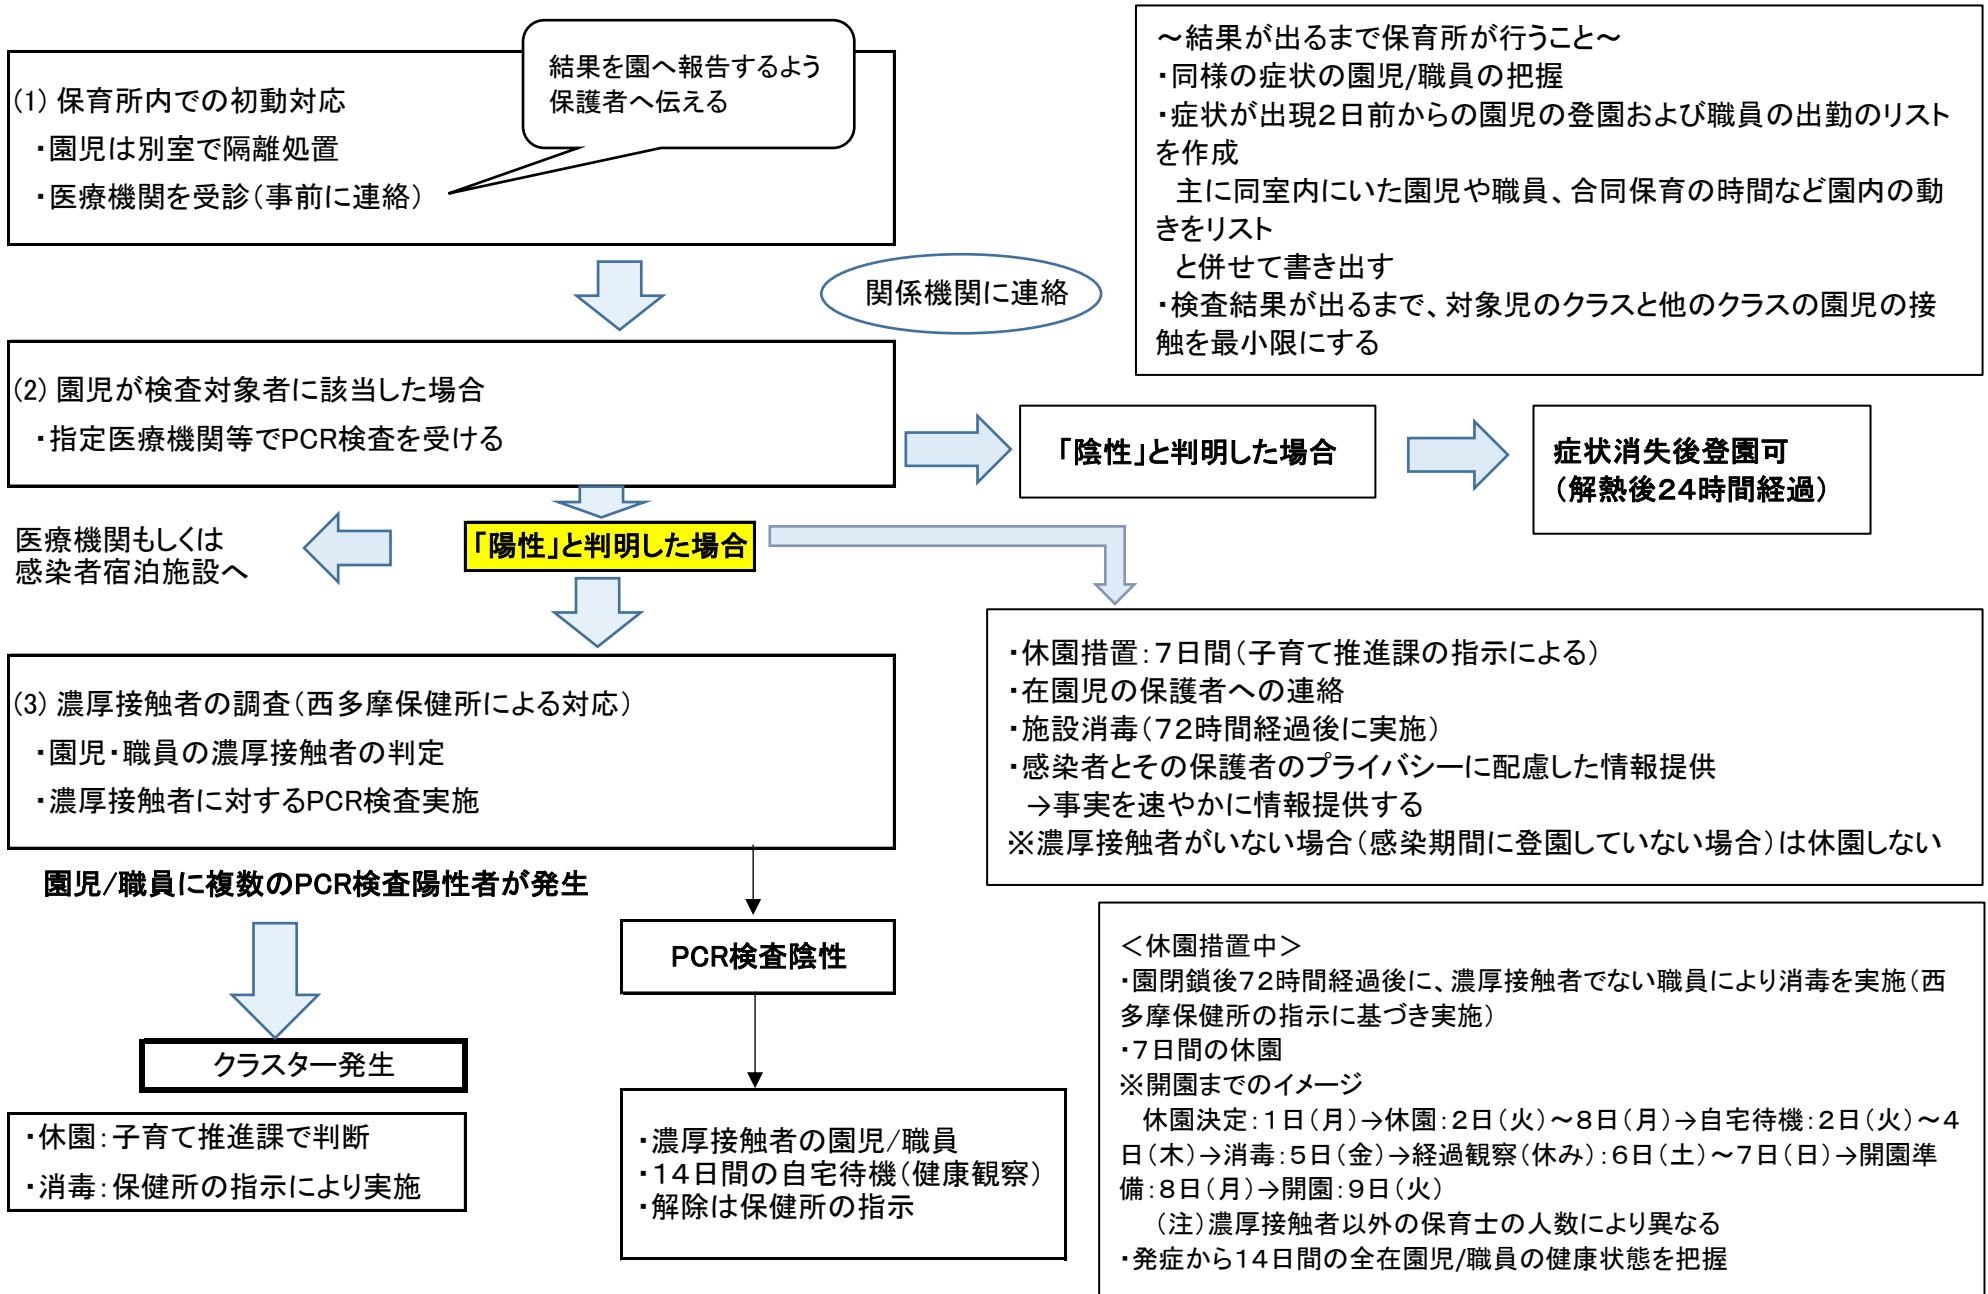 (1) 保育所内での初動対応
・園児は別室で隔離処置
・医療機関を受診（事前に連絡）
結果を園へ報告するよう
保護者へ伝える
～結果が出るまで保育所が行うこと～
・同様の症状の園児/職員の把握
・症状が出現２日前からの園児の登園および職員の出勤のリスト
を作成
主に同室内にいた園児や職員、合同保育の時間など園内の動
きをリスト
と併せて書き出す
・検査結果が出るまで、対象児のクラスと他のクラスの園児の接
触を最小限にする
関係機関に連絡
(2) 園児が検査対象者に該当した場合
・指定医療機関等でPCR検査を受ける
「陰性」と判明した場合
症状消失後登園可
（解熱後２４時間経過）
医療機関もしくは
感染者宿泊施設へ
「陽性」と判明した場合
・休園措置：７日間（子育て推進課の指示による）
・在園児の保護者への連絡
・施設消毒（７２時間経過後に実施）
・感染者とその保護者のプライバシーに配慮した情報提供
→事実を速やかに情報提供する
※濃厚接触者がいない場合（感染期間に登園していない場合）は休園しない
(3) 濃厚接触者の調査（西多摩保健所による対応）
・園児・職員の濃厚接触者の判定
・濃厚接触者に対するPCR検査実施
園児/職員に複数のPCR検査陽性者が発生
PCR検査陰性
クラスター発生
・休園：子育て推進課で判断
・消毒：保健所の指示により実施
・濃厚接触者の園児/職員
・１４日間の自宅待機（健康観察）
・解除は保健所の指示
＜休園措置中＞
・園閉鎖後７２時間経過後に、濃厚接触者でない職員により消毒を実施（西
多摩保健所の指示に基づき実施）
・７日間の休園
※開園までのイメージ
休園決定：１日（月）→休園：２日（火）～８日（月）→自宅待機：２日（火）～４
日（木）→消毒：５日（金）→経過観察（休み）：６日（土）～７日（日）→開園準
備：８日（月）→開園：９日（火）
（注）濃厚接触者以外の保育士の人数により異なる
・発症から１４日間の全在園児/職員の健康状態を把握